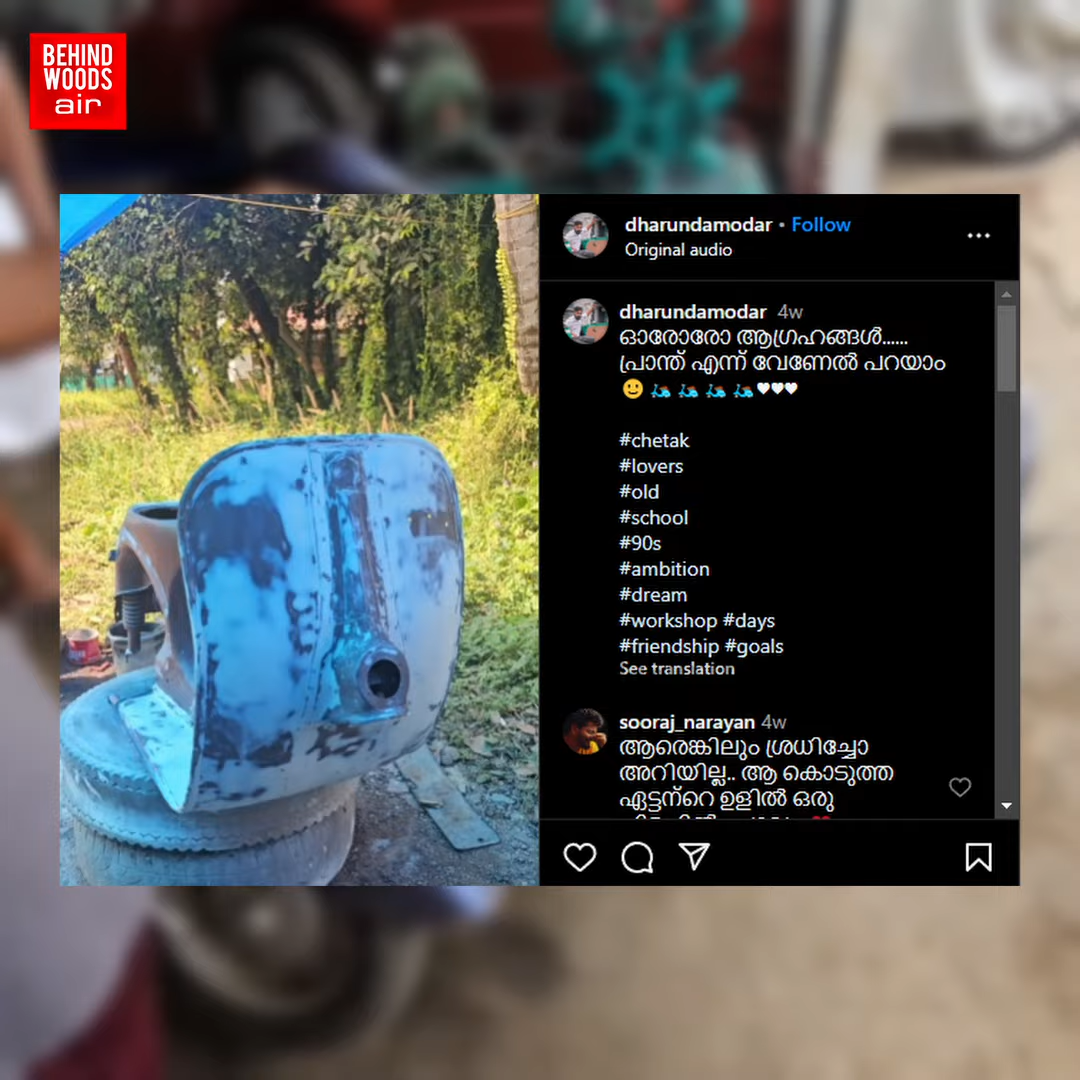 BEHIND
WOODS
air
dharundamodar • Follow
Original audio
dharundamodar 4w
ഓരോരോ ആഗ്രഹങ്ങൾ......
പ്രാന്ത് എന്ന് വേണേൽ പറയാം
🙂 🛵 🛵 🛵 🛵🤍🤍🤍
#chetak
#lovers
#old
#school
#90s
#ambition
#dream
#workshop #days
#friendship #goals
See translation
sooraj_narayan 4w
ആരെങ്കിലും ശ്രധിച്ചോ
അറിയില്ല.. ആ കൊടുത്ത
ഏട്ടന്റെ ഉളിൽ ഒരു